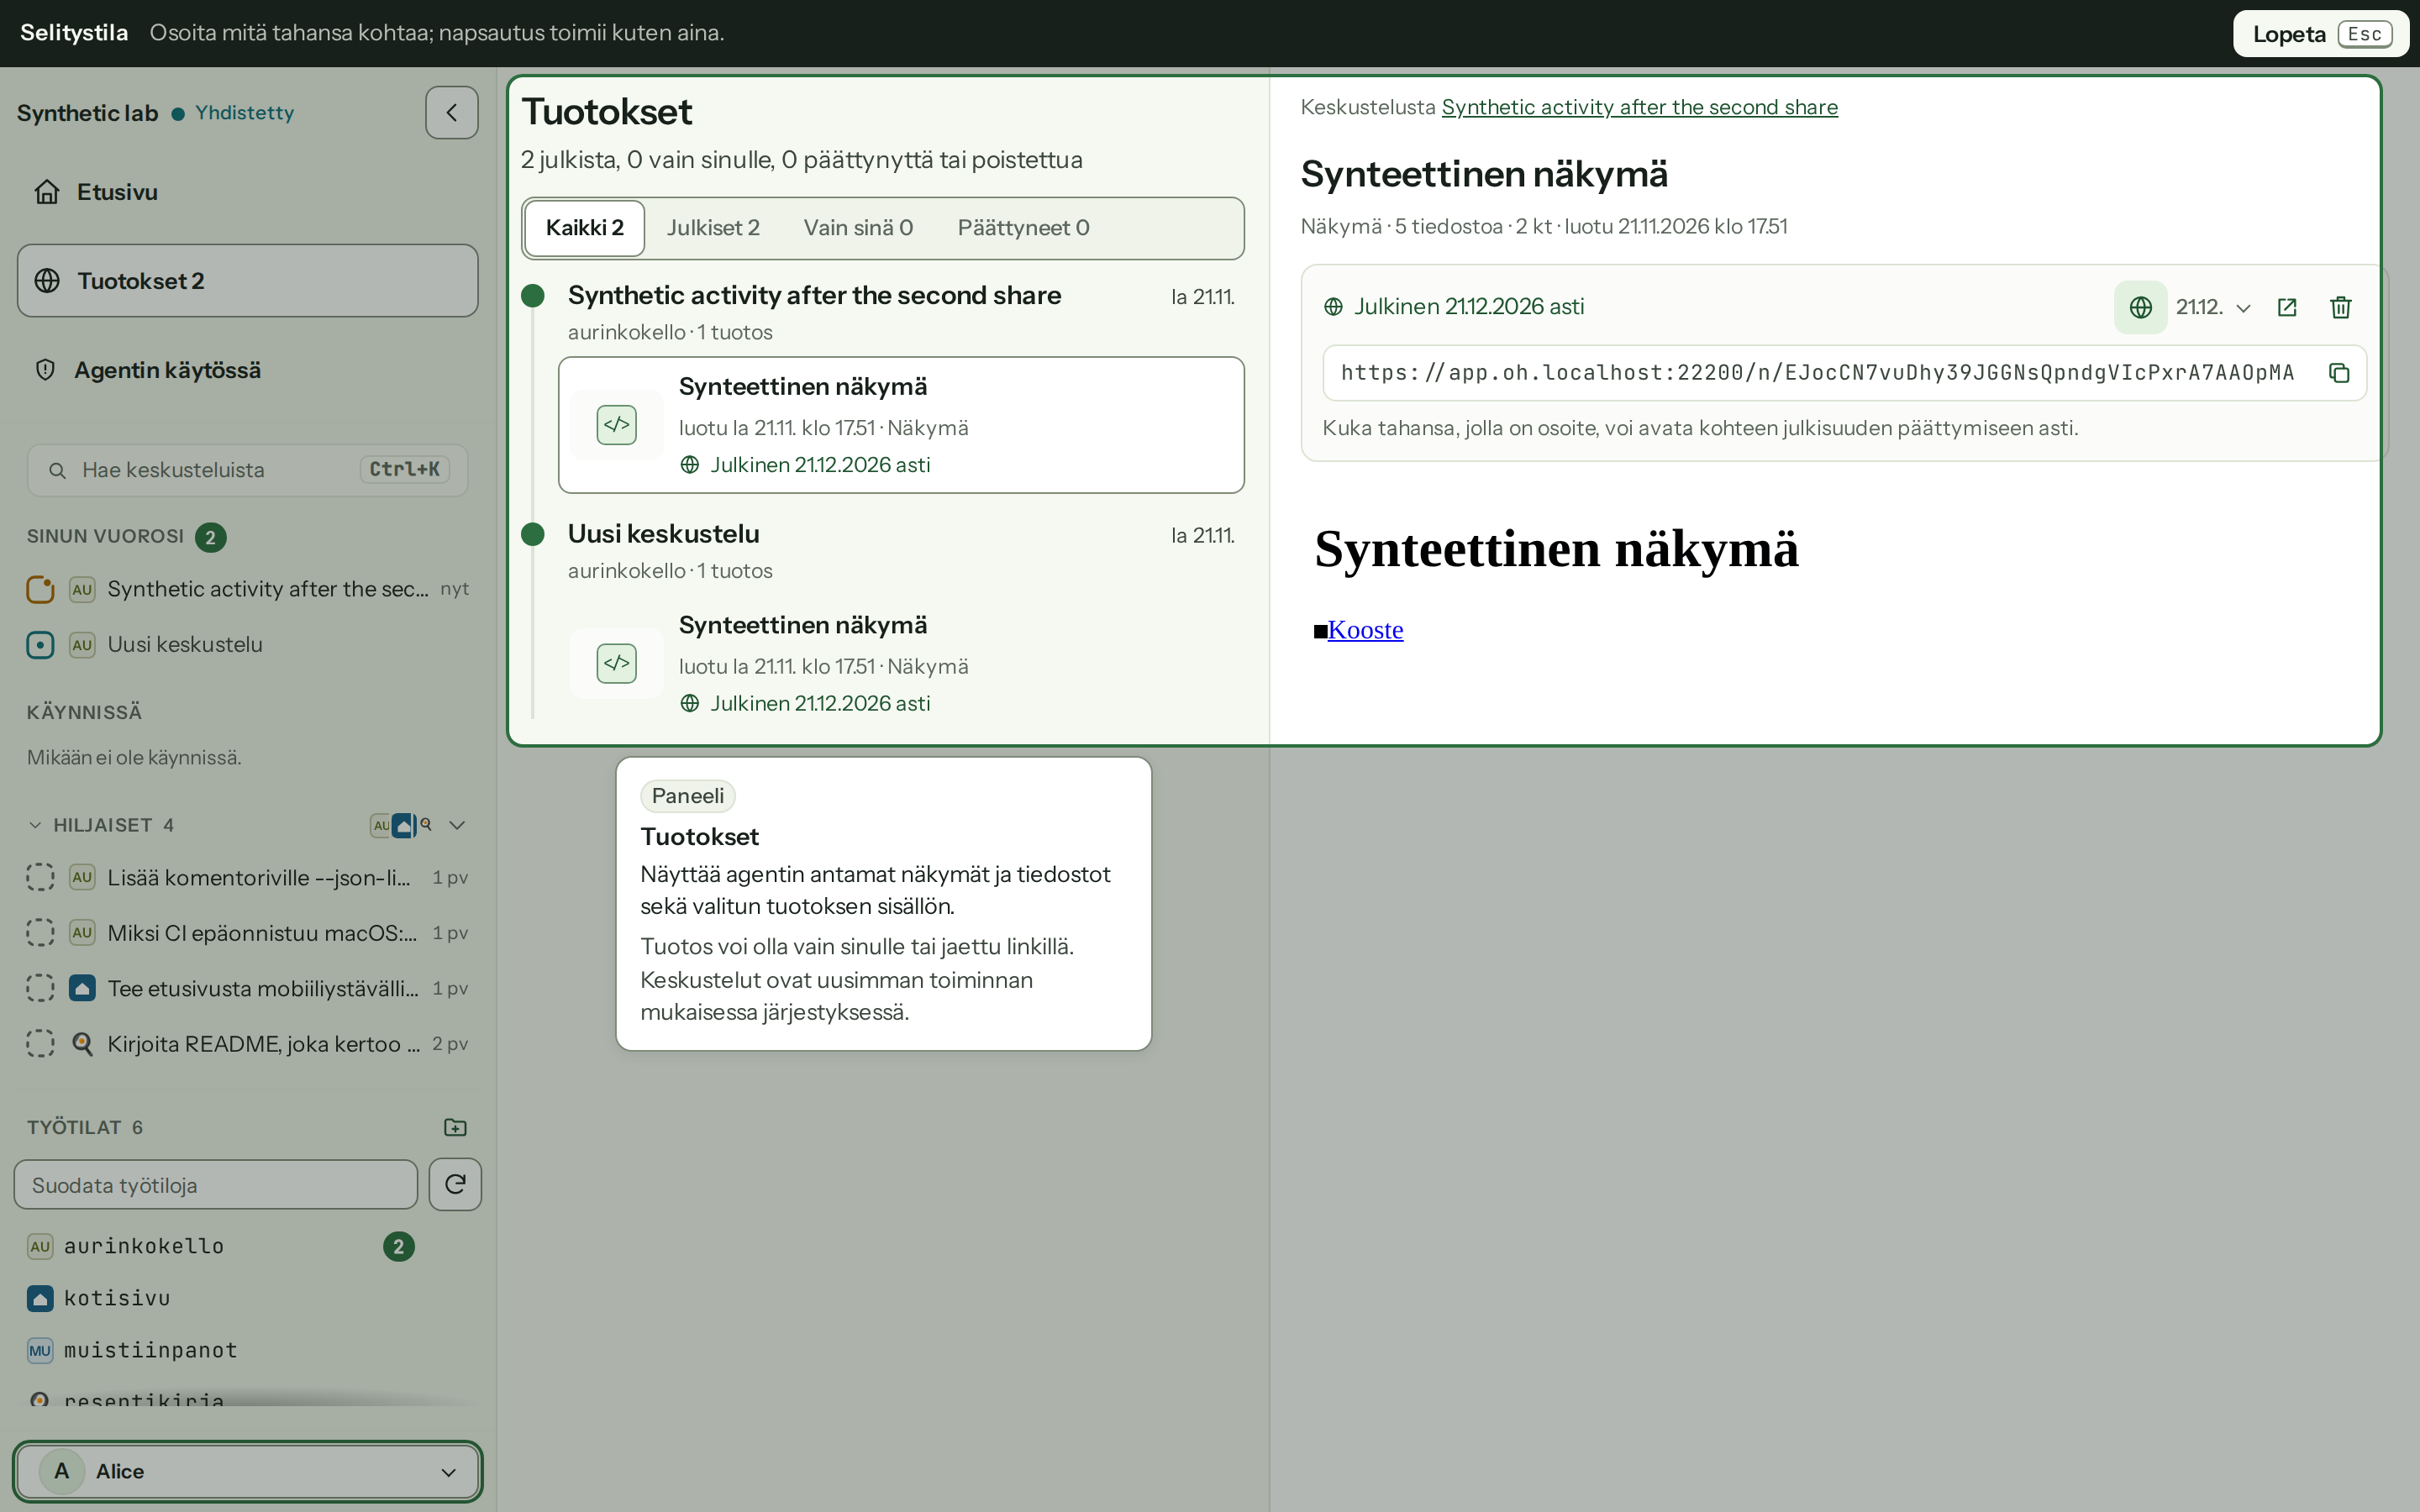 Selitystila Osoita mitä tahansa kohtaa; napsautus toimii kuten aina.
Lopeta Esc
Synthetic lab Yhdistetty
Etusivu
Tuotokset 2
Agentin käytössä
Hae keskusteluista Ctrl+K
SINUN VUOROSI 2
AU Synthetic activity after the sec... nyt
AU Uusi keskustelu
KÄYNNISSÄ
Mikään ei ole käynnissä.
HILJAISET 4 AU
AU Lisää komentoriville --json-li... 1 pv
AU Miksi CI epäonnistuu macOS:... 1 pv
Tee etusivusta mobiiliystävälli... 1 pv
Kirjoita README, joka kertoo ... 2 pv
TYÖTILAT 6
Suodata työtiloja
AU aurinkokello 2
kotisivu
MU muistiinpanot
resentikirja
A Alice
Tuotokset
2 julkista, 0 vain sinulle, 0 päättynyttä tai poistettua
Kaikki 2 Julkiset 2 Vain sinä 0 Päättyneet 0
Synthetic activity after the second share la 21.11.
aurinkokello · 1 tuotos
Synteettinen näkymä
</> luotu la 21.11. klo 17.51 · Näkymä
Julkinen 21.12.2026 asti
Uusi keskustelu la 21.11.
aurinkokello · 1 tuotos
Synteettinen näkymä
</> luotu la 21.11. klo 17.51 · Näkymä
Julkinen 21.12.2026 asti
Paneeli
Tuotokset
Näyttää agentin antamat näkymät ja tiedostot
sekä valitun tuotoksen sisällön.
Tuotos voi olla vain sinulle tai jaettu linkillä.
Keskustelut ovat uusimman toiminnan
mukaisessa järjestyksessä.
Keskustelusta Synthetic activity after the second share
Synteettinen näkymä
Näkymä · 5 tiedostoa · 2 kt · luotu 21.11.2026 klo 17.51
Julkinen 21.12.2026 asti 21.12.
https://app.oh.localhost:22200/n/EJocCN7vuDhy39JGGNsQpndgVIcPxrA7AAOpMA
Kuka tahansa, jolla on osoite, voi avata kohteen julkisuuden päättymiseen asti.
Synteettinen näkymä
Kooste